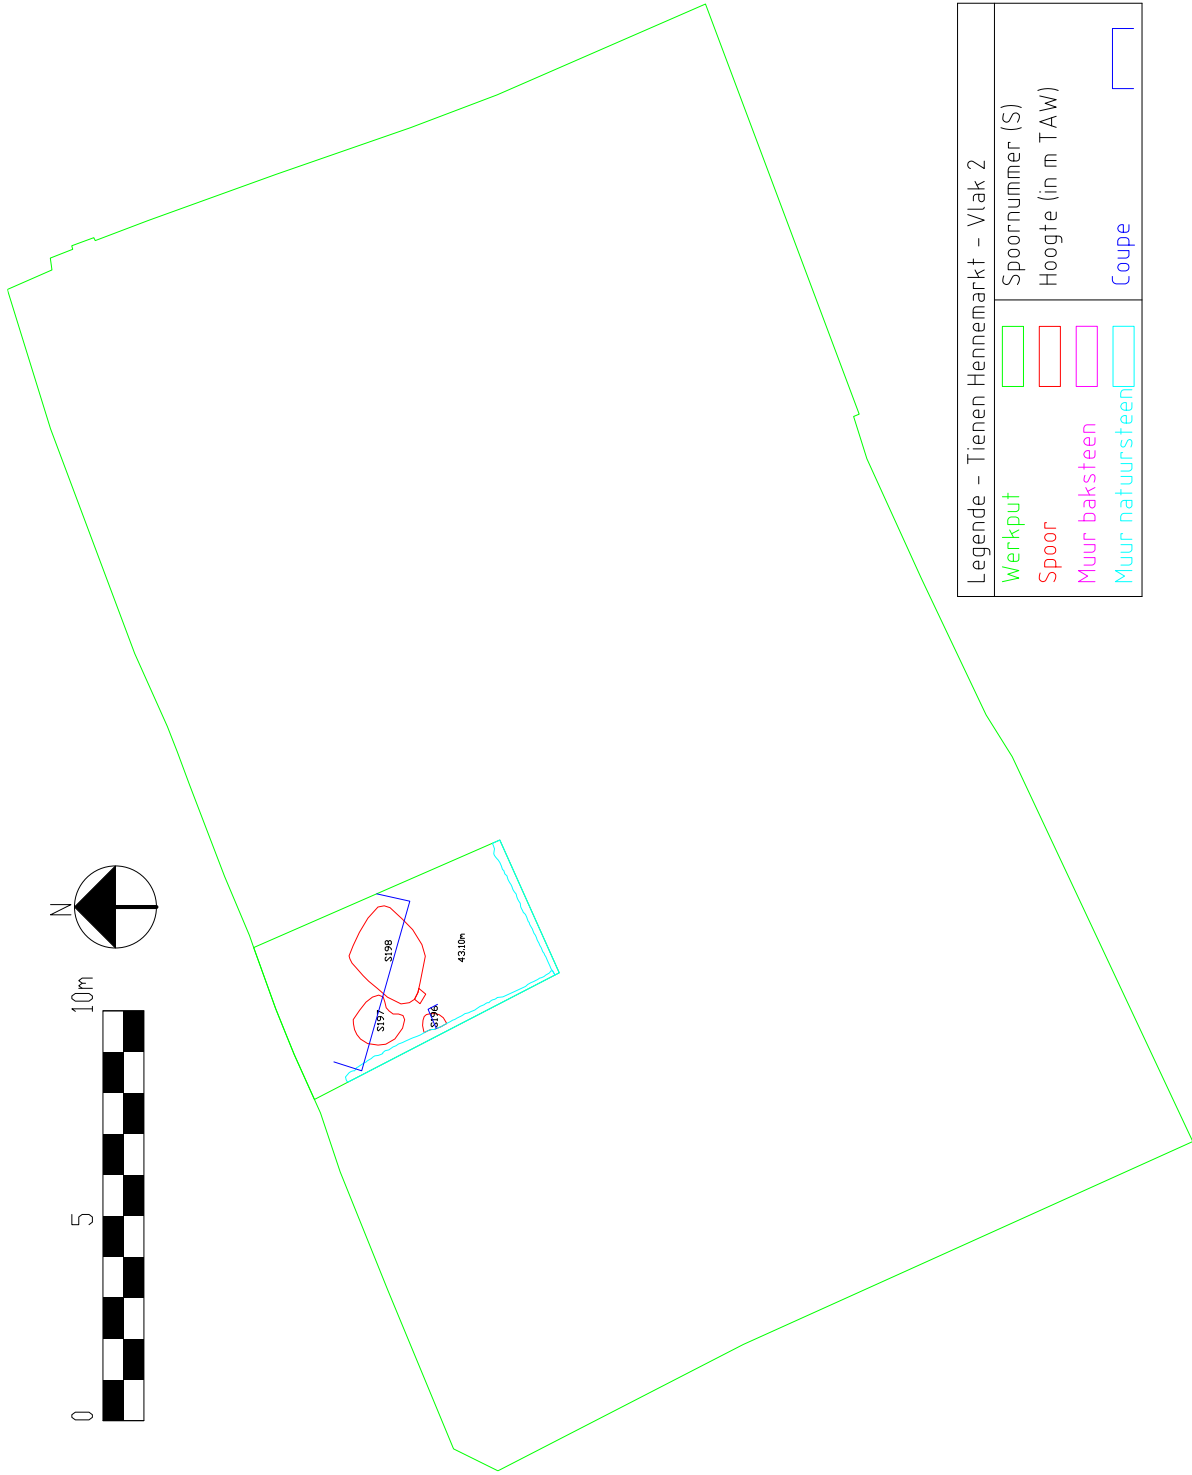 N
0
5
10m
S197
S198
S196
43.10m
Legende - Tienen Hennemarkt - Vlak 2
Werkput
Spoor
Muur baksteen
Muur natuursteen
Spoornummer (S)
Hoogte (in m TAW)
Coupe